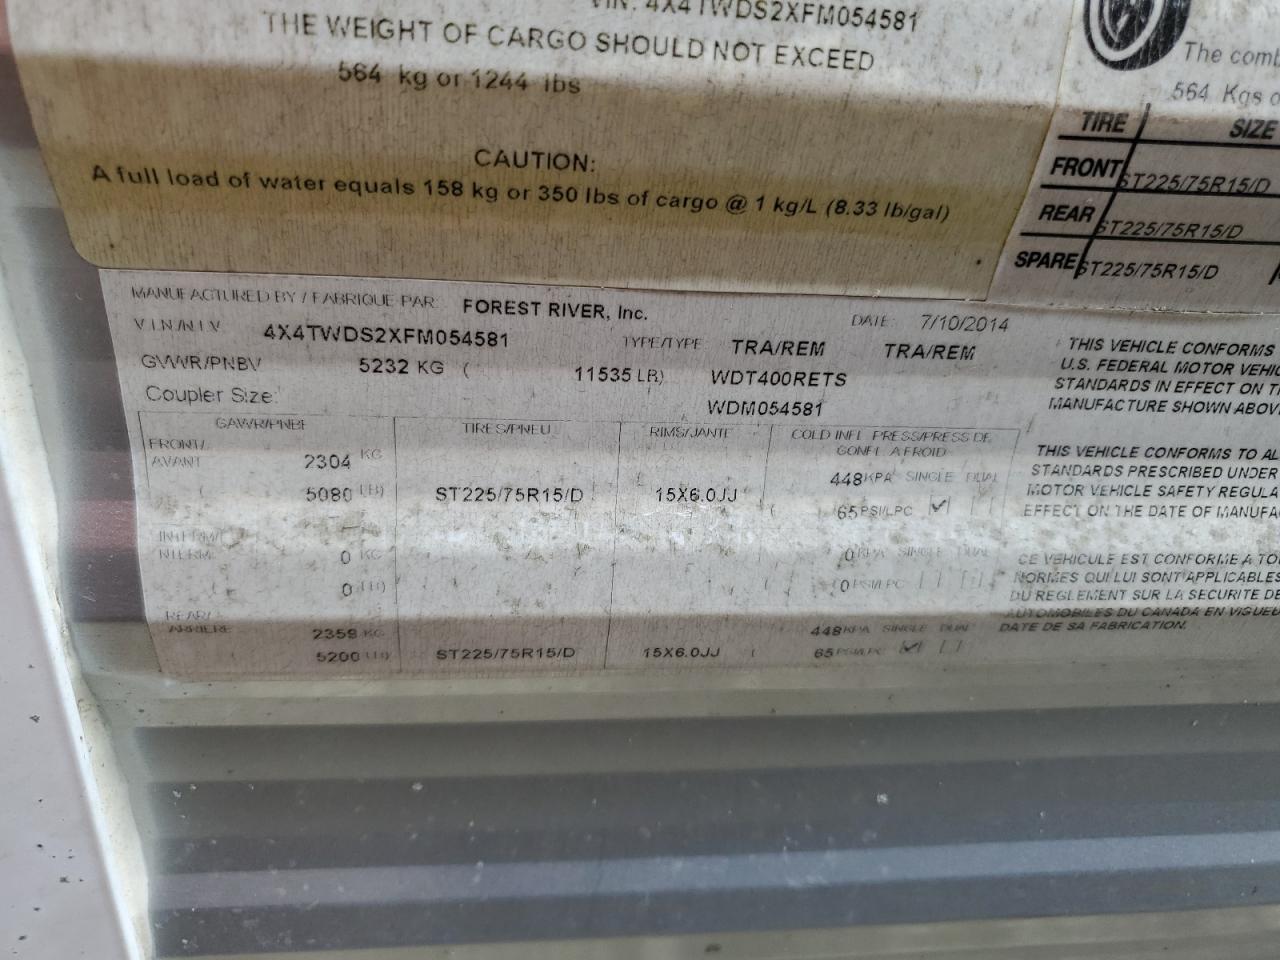 VIN: 4X4TWDS2XFM054581
THE WEIGHT OF CARGO SHOULD NOT EXCEED
564 kg or 1244 lbs
CAUTION:
A full load of water equals 158 kg or 350 lbs of cargo @ 1 kg/L (8.33 lb/gal)
The comb
564 Kgs o
TIRE SIZE
FRONT ST225/75R15/D
REAR ST225/75R15/D
SPARE ST225/75R15/D
MANUFACTURED BY / FABRIQUE PAR: FOREST RIVER, Inc.
DATE: 7/10/2014
V.I.N./N.I.V. 4X4TWDS2XFM054581
TYPE/TYPE TRA/REM TRA/REM
GVWR/PNBV 5232 KG ( 11535 LB) WDT400RETS
Coupler Size: WDM054581
GAWR/PNBE TIRES/PNEU RIMS/JANTE COLD INFL. PRESS/PRESS DE
GONFL. A FROID
FRONT/
AVANT 2304 KG 448 KPA SINGLE DUAL
( 5080 LB) ST225/75R15/D 15X6.0JJ 65 PSI/LPC
INTERM/
INTERM 0 KG 0 KPA SINGLE DUAL
( 0 LB) ( 0 PSI/LPC
REAR/
ARRIERE 2359 KG 448 KPA SINGLE DUAL
( 5200 LB) ST225/75R15/D 15X6.0JJ ( 65 PSI/LPC
THIS VEHICLE CONFORMS
U.S. FEDERAL MOTOR VEHIC
STANDARDS IN EFFECT ON TH
MANUFACTURE SHOWN ABOV
THIS VEHICLE CONFORMS TO AL
STANDARDS PRESCRIBED UNDER
MOTOR VEHICLE SAFETY REGULA
EFFECT ON THE DATE OF MANUFAC
CE VEHICULE EST CONFORME A TOU
NORMES QUI LUI SONT APPLICABLES
DU REGLEMENT SUR LA SECURITE DE
AUTOMOBILES DU CANADA EN VIGUEU
DATE DE SA FABRICATION.